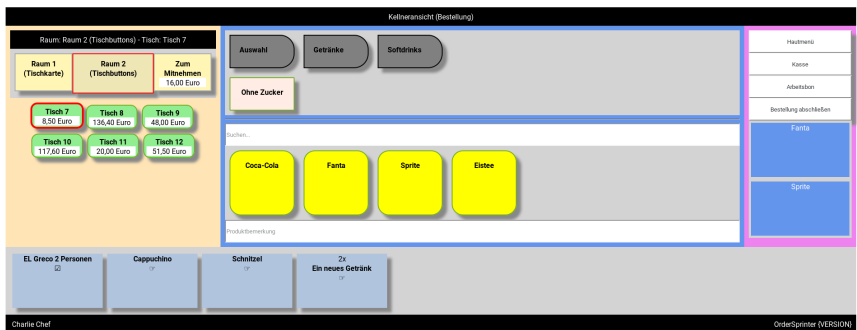 Kellneransicht (Bestellung)
Raum: Raum 2 (Tischbuttons) - Tisch: Tisch 7
Raum 1
(Tischkarte)
Raum 2
(Tischbuttons)
Zum
Mitnehmen
16,00 Euro
Tisch 7
8,50 Euro
Tisch 8
136,40 Euro
Tisch 9
48,00 Euro
Tisch 10
117,60 Euro
Tisch 11
20,00 Euro
Tisch 12
51,50 Euro
Auswahl
Getränke
Softdrinks
Ohne Zucker
Suchen...
Coca-Cola
Fanta
Sprite
Eistee
Produktbemerkung
Hautmenü
Kasse
Arbeitsbon
Bestellung abschließen
Fanta
Sprite
EL Greco 2 Personen
☑
Cappuchino
☞
Schnitzel
☞
2x
Ein neues Getränk
☞
Charlie Chef
OrderSprinter {VERSION}